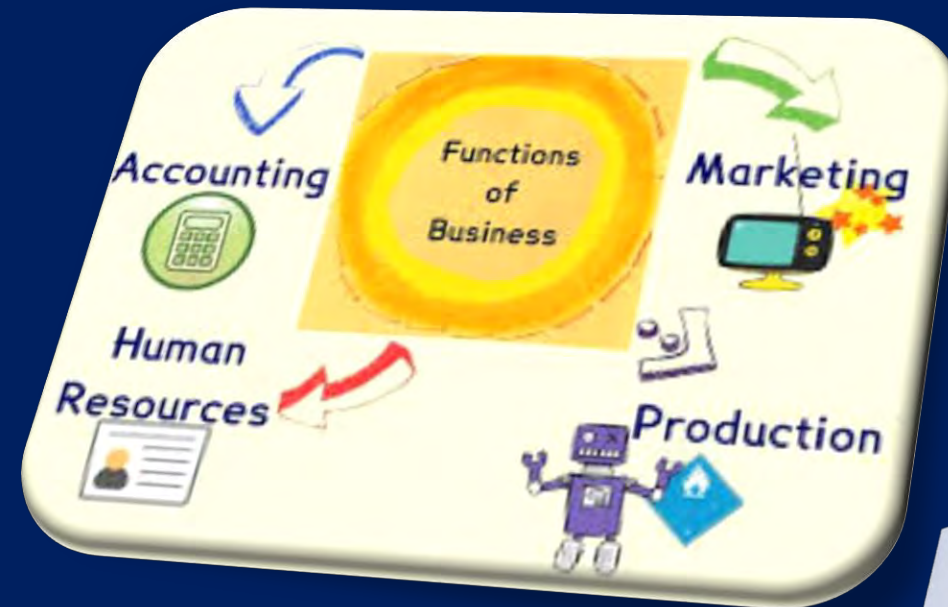 Functions
of
Business
Accounting
Marketing
Human
Resources
Production